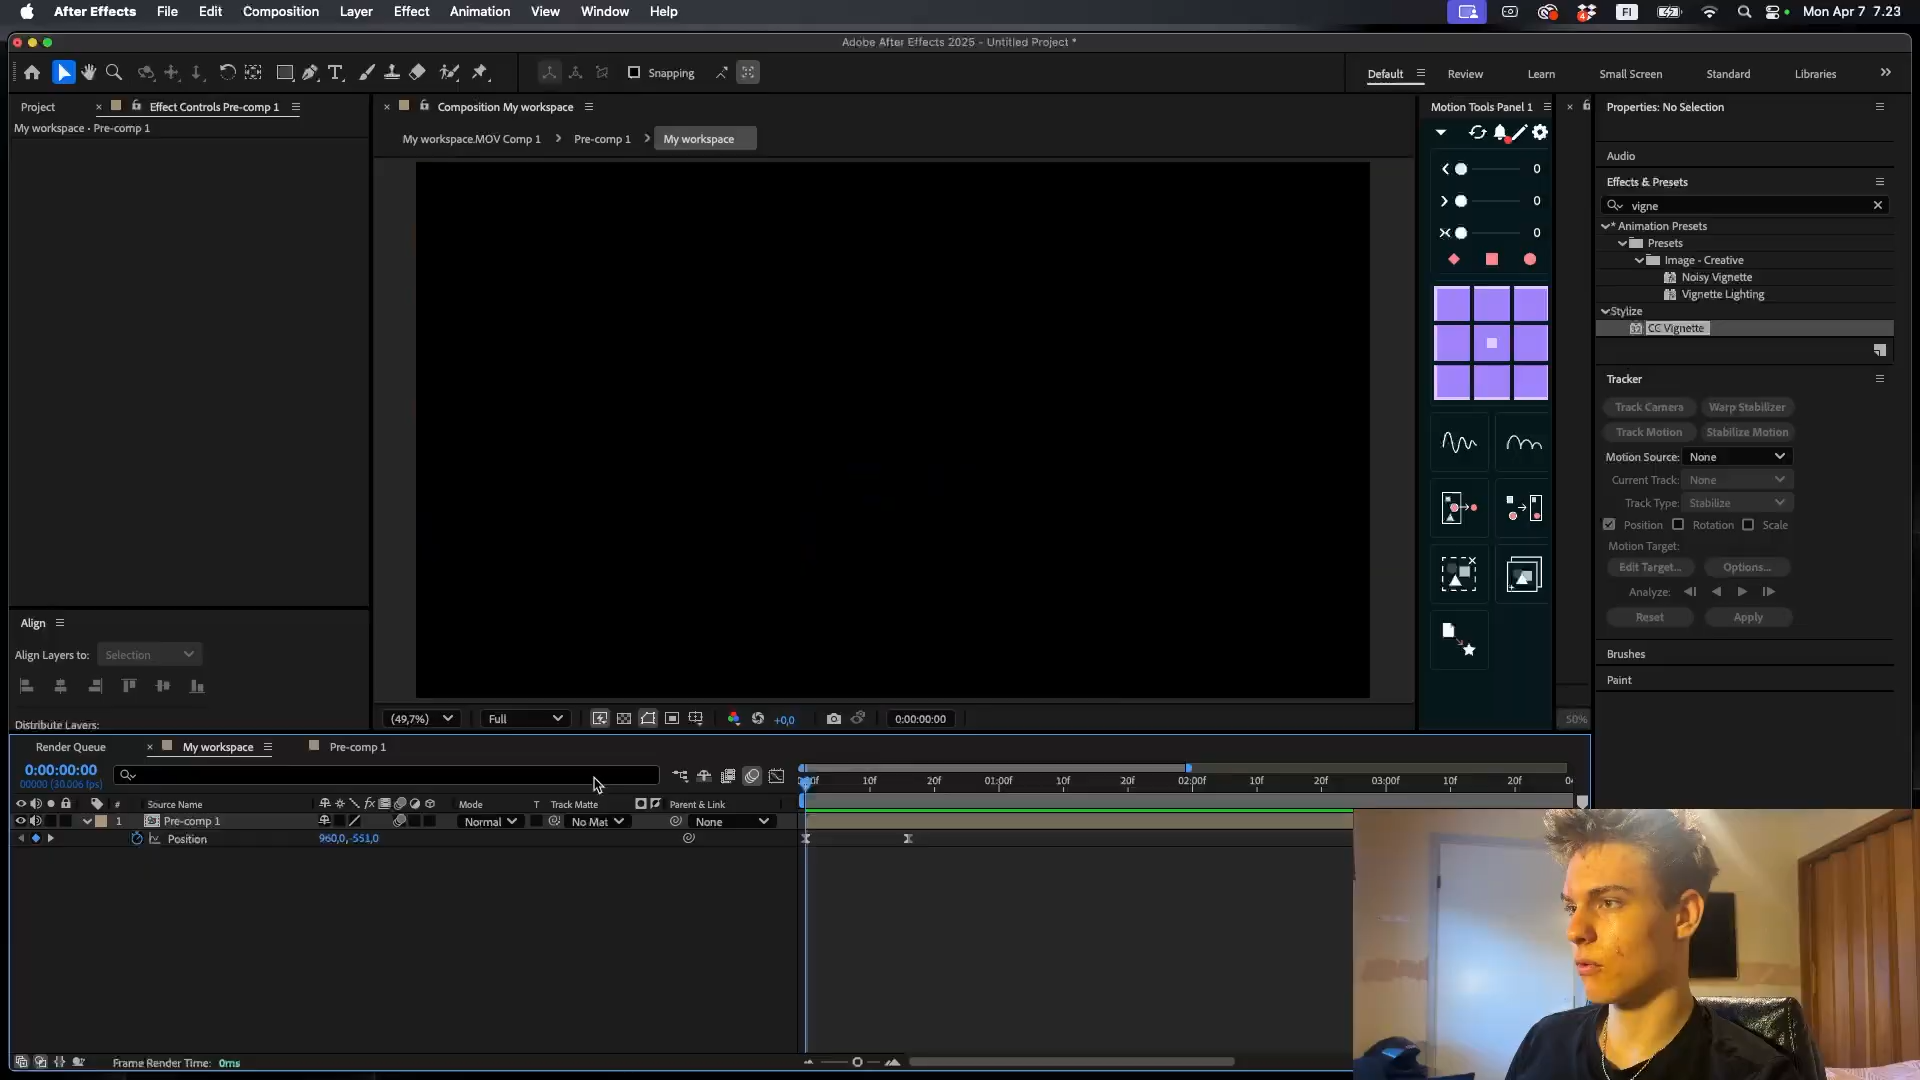 After Effects File Edit Composition Layer Effect Animation View Window Help FI Mon Apr 7 7.23
Adobe After Effects 2025 - Untitled Project *
Snapping Default Review Learn Small Screen Standard Libraries
Project Effect Controls Pre-comp 1
My workspace • Pre-comp 1
Composition My workspace
My workspace.MOV Comp 1 Pre-comp 1 My workspace
Motion Tools Panel 1
0
0
0
Properties: No Selection
Audio
Effects & Presets
vigne
* Animation Presets
Presets
Image - Creative
Noisy Vignette
Vignette Lighting
Stylize
CC Vignette
Tracker
Track Camera Warp Stabilizer
Track Motion Stabilize Motion
Motion Source: None
Current Track: None
Track Type: Stabilize
Position Rotation Scale
Motion Target:
Edit Target... Options...
Analyze:
Reset Apply
Brushes
Paint
Align
Align Layers to: Selection
Distribute Layers:
(49,7%) Full +0,0 0:00:00:00 50%
Render Queue My workspace Pre-comp 1
0:00:00:00
00000 (30.006 fps)
10f 20f 01:00f 10f 20f 02:00f 10f 20f 03:00f 10f 20f
# Source Name fx Mode T Track Matte Parent & Link
1 Pre-comp 1 Normal No Mat None
Position 960,0,-551,0
Frame Render Time: 0ms